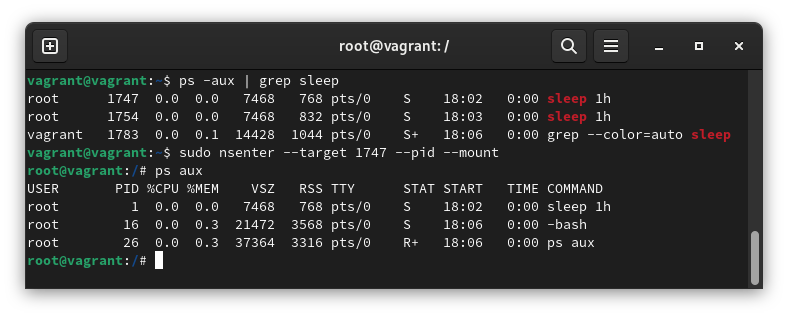 root@vagrant: /
vagrant@vagrant:~$ ps -aux | grep sleep
root      1747  0.0  0.0   7468   768 pts/0    S    18:02   0:00 sleep 1h
root      1754  0.0  0.0   7468   832 pts/0    S    18:03   0:00 sleep 1h
vagrant   1783  0.0  0.1  14428  1044 pts/0    S+   18:06   0:00 grep --color=auto sleep
vagrant@vagrant:~$ sudo nsenter --target 1747 --pid --mount
root@vagrant:/# ps aux
USER       PID %CPU %MEM    VSZ   RSS TTY      STAT START   TIME COMMAND
root         1  0.0  0.0   7468   768 pts/0    S    18:02   0:00 sleep 1h
root        16  0.0  0.3  21472  3568 pts/0    S    18:06   0:00 -bash
root        26  0.0  0.3  37364  3316 pts/0    R+   18:06   0:00 ps aux
root@vagrant:/#